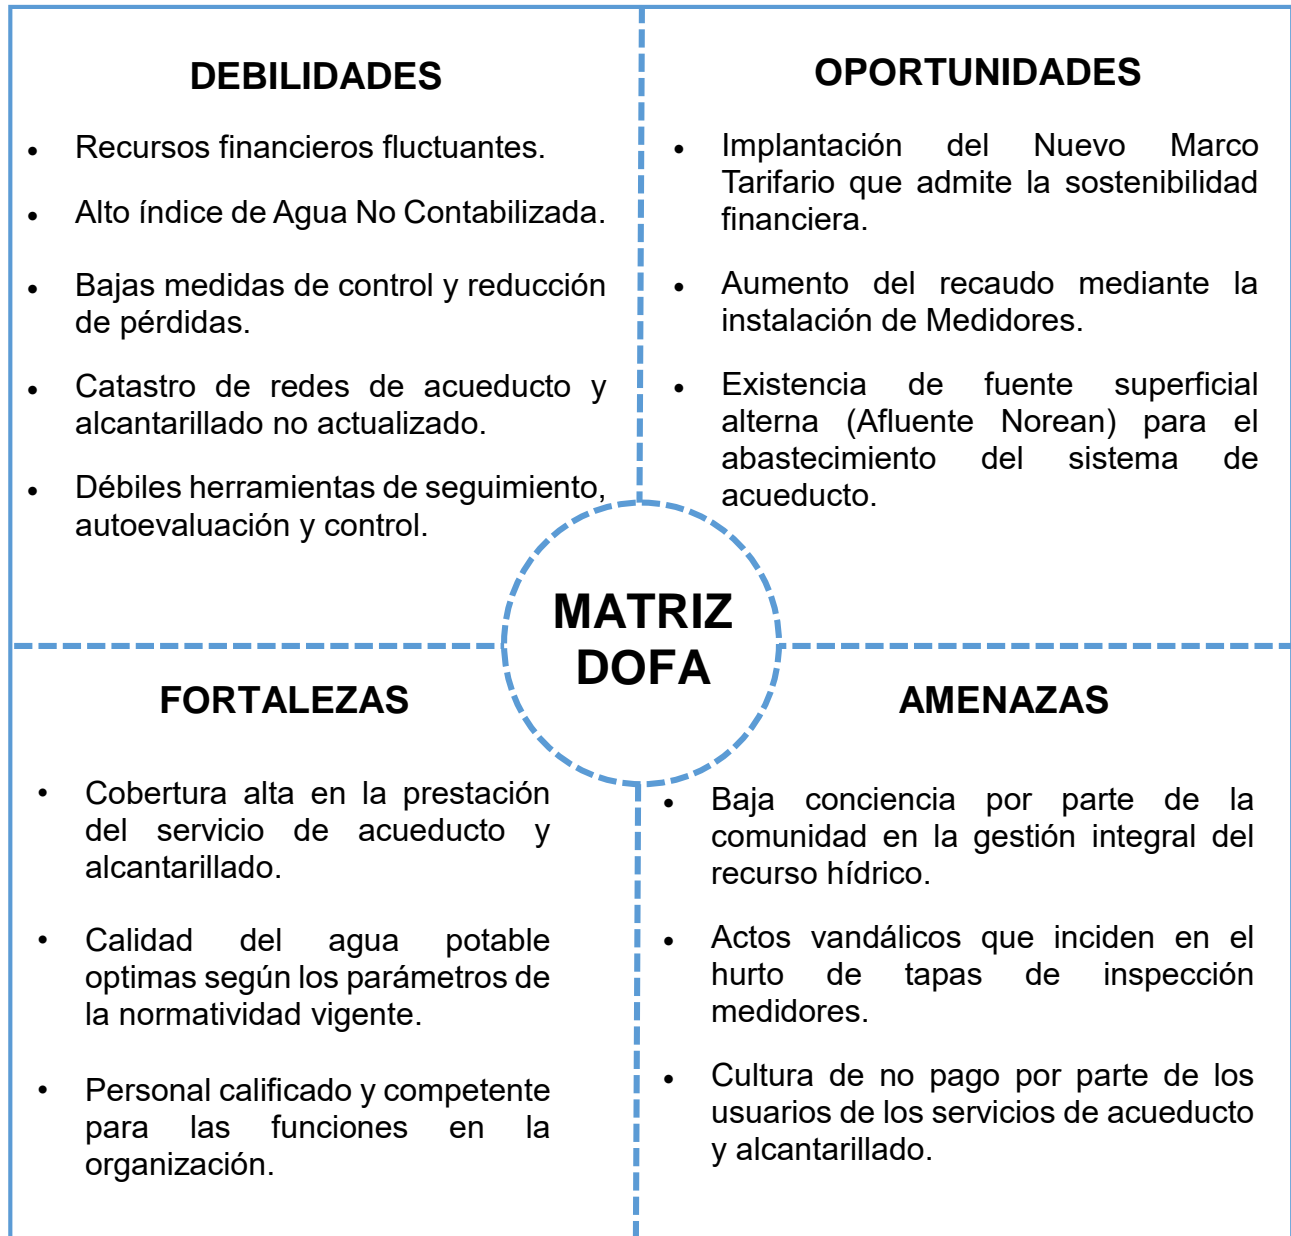 DEBILIDADES
• Recursos financieros fluctuantes.
• Alto índice de Agua No Contabilizada.
• Bajas medidas de control y reducción
de pérdidas.
• Catastro de redes de acueducto y
alcantarillado no actualizado.
• Débiles herramientas de seguimiento,
autoevaluación y control.
OPORTUNIDADES
• Implantación del Nuevo Marco
Tarifario que admite la sostenibilidad
financiera.
• Aumento del recaudo mediante la
instalación de Medidores.
• Existencia de fuente superficial
alterna (Afluente Norean) para el
abastecimiento del sistema de
acueducto.
MATRIZ
DOFA
FORTALEZAS
• Cobertura alta en la prestación
del servicio de acueducto y
alcantarillado.
• Calidad del agua potable
optimas según los parámetros de
la normatividad vigente.
• Personal calificado y competente
para las funciones en la
organización.
AMENAZAS
• Baja conciencia por parte de la
comunidad en la gestión integral del
recurso hídrico.
• Actos vandálicos que inciden en el
hurto de tapas de inspección
medidores.
• Cultura de no pago por parte de los
usuarios de los servicios de acueducto
y alcantarillado.